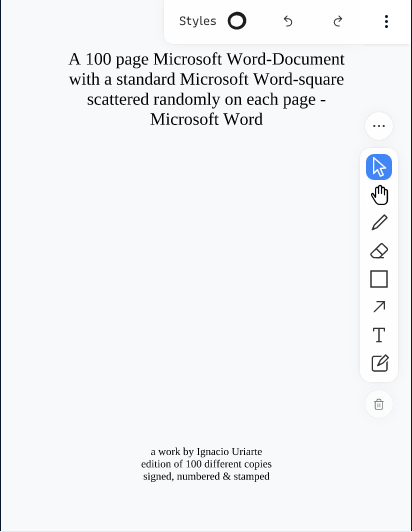 Styles
A 100 page Microsoft Word-Document
with a standard Microsoft Word-square
scattered randomly on each page -
Microsoft Word
T
a work by Ignacio Uriarte
edition of 100 different copies
signed, numbered & stamped